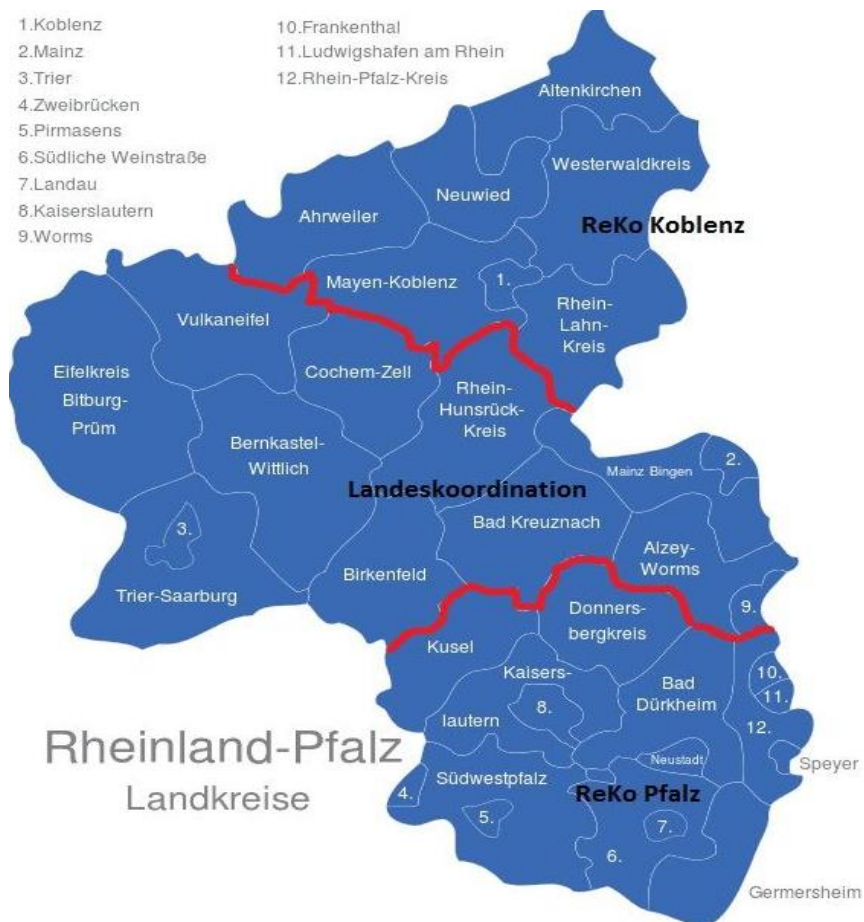 1.Koblenz
2.Mainz
3.Trier
4.Zweibrücken
5.Pirmasens
6.Südliche Weinstraße
7.Landau
8.Kaiserslautern
9.Worms
10.Frankenthal
11.Ludwigshafen am Rhein
12.Rhein-Pfalz-Kreis
Altenkirchen
Westerwaldkreis
Neuwied
Ahrweiler
ReKo Koblenz
Mayen-Koblenz
1.
Rhein-
Lahn-
Kreis
Vulkaneifel
Eifelkreis
Bitburg-
Prüm
Cochem-Zell
Rhein-
Hunsrück-
Kreis
Bernkastel-
Wittlich
Mainz Bingen
2.
Landeskoordination
Bad Kreuznach
3.
Trier-Saarburg
Birkenfeld
Alzey-
Worms
9.
Donners-
bergkreis
Kusel
Kaisers-
lautern
8.
Bad
Dürkheim
10.
11.
12.
Rheinland-Pfalz
Landkreise
Neustadt
Speyer
Südwestpfalz
4.
5.
ReKo Pfalz
7.
6.
Germersheim